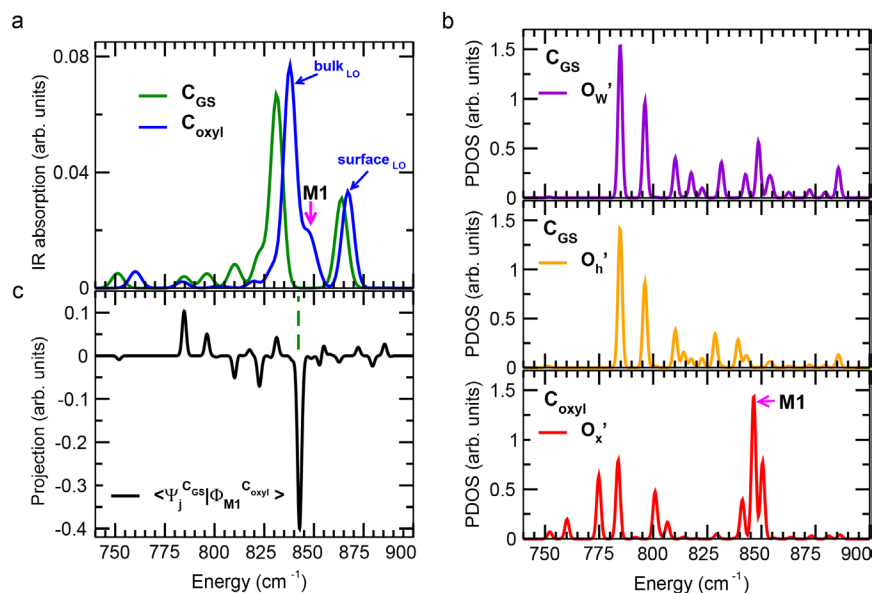 a
0.08
0.04
0
IR absorption (arb. units)
C_GS
C_oxyl
bulk_LO
M1
surface_LO
c
0.1
0
-0.1
-0.2
-0.3
-0.4
Projection (arb. units)
<Ψ_j^C_GS|Φ_M1^C_oxyl>
750 775 800 825 850 875 900
Energy (cm⁻¹)
b
1.5
1
0.5
0
PDOS (arb. units)
C_GS
O_W'
1.5
1
0.5
0
PDOS (arb. units)
C_GS
O_h'
1.5
1
0.5
0
PDOS (arb. units)
C_oxyl
O_x'
M1
750 775 800 825 850 875 900
Energy (cm⁻¹)